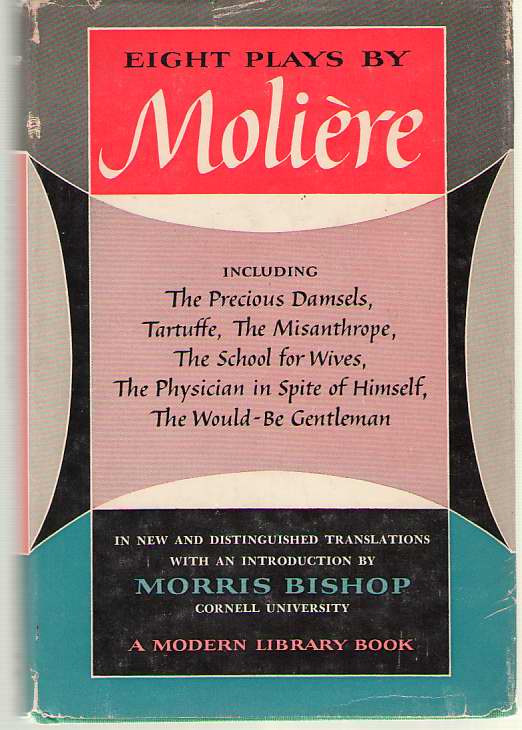 EIGHT PLAYS BY
Molière
INCLUDING
The Precious Damsels,
Tartuffe, The Misanthrope,
The School for Wives,
The Physician in Spite of Himself,
The Would-Be Gentleman
IN NEW AND DISTINGUISHED TRANSLATIONS
WITH AN INTRODUCTION BY
MORRIS BISHOP
CORNELL UNIVERSITY
A MODERN LIBRARY BOOK